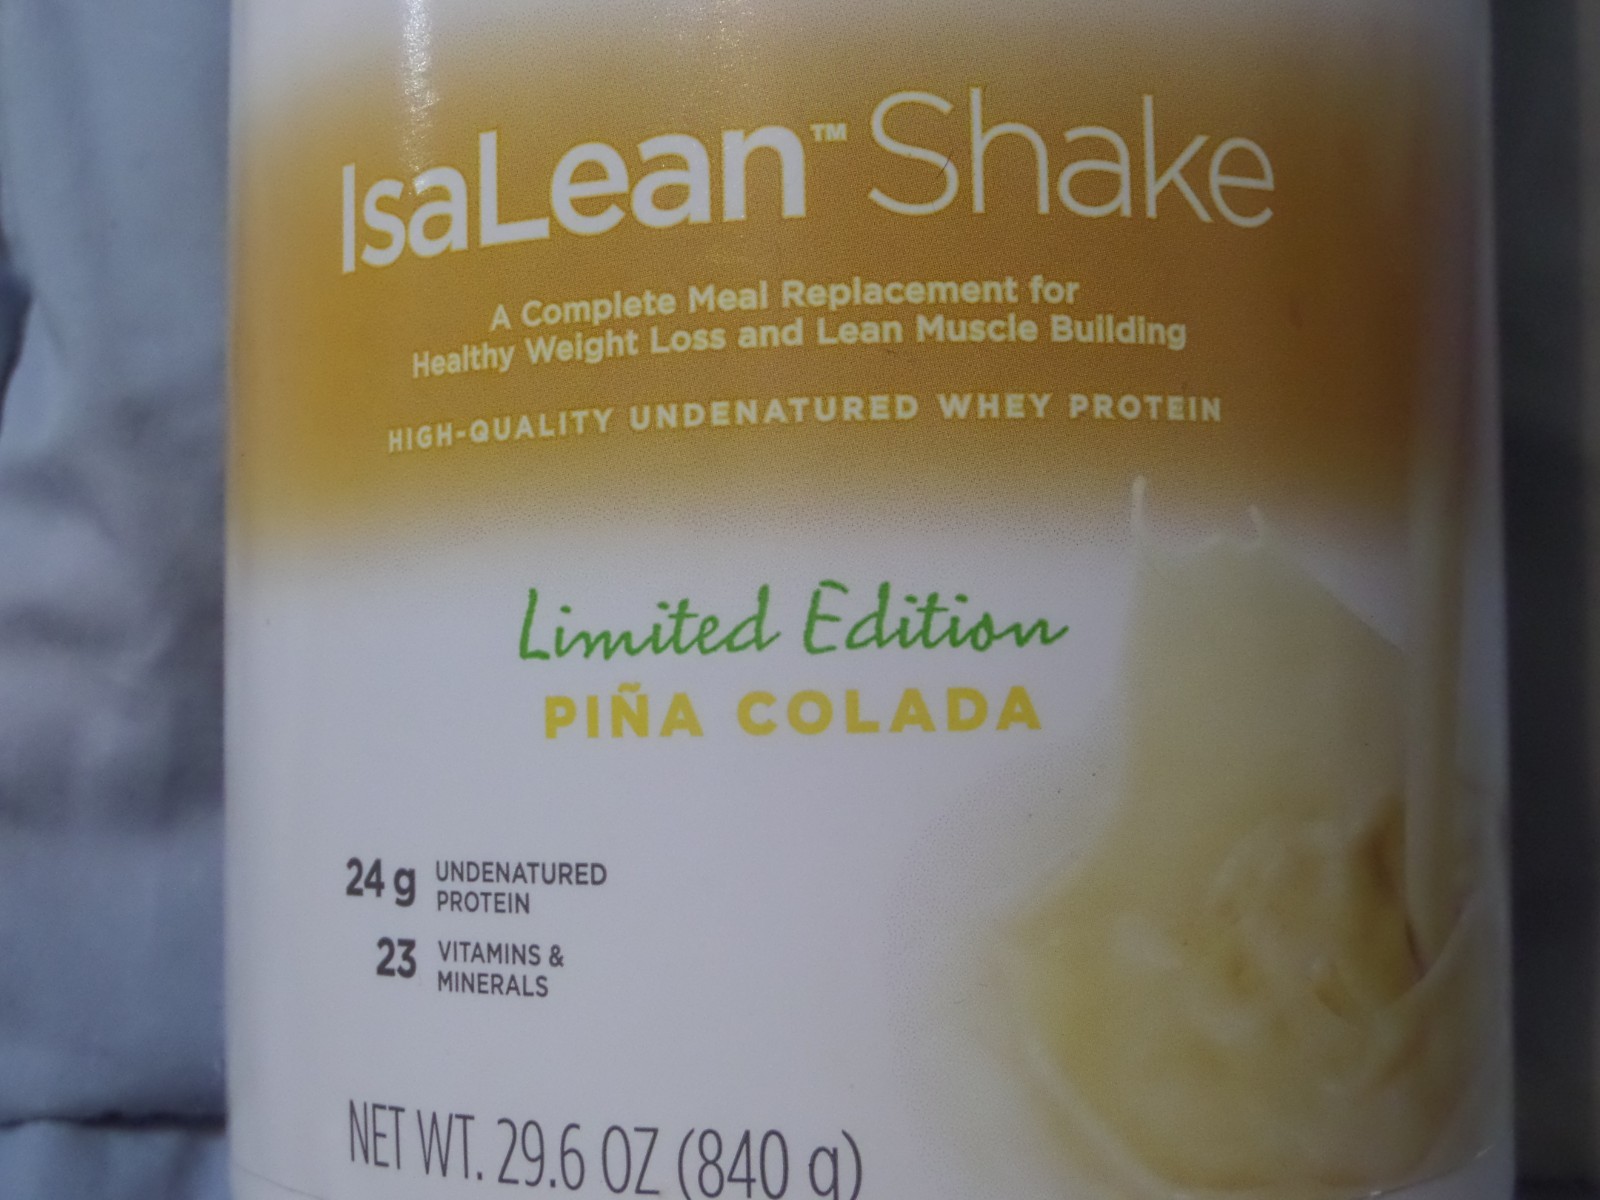 IsaLean™ Shake
A Complete Meal Replacement for
Healthy Weight Loss and Lean Muscle Building
HIGH-QUALITY UNDENATURED WHEY PROTEIN
Limited Edition
PIÑA COLADA
24 g UNDENATURED
PROTEIN
23 VITAMINS &
MINERALS
NET WT. 29.6 OZ (840 g)